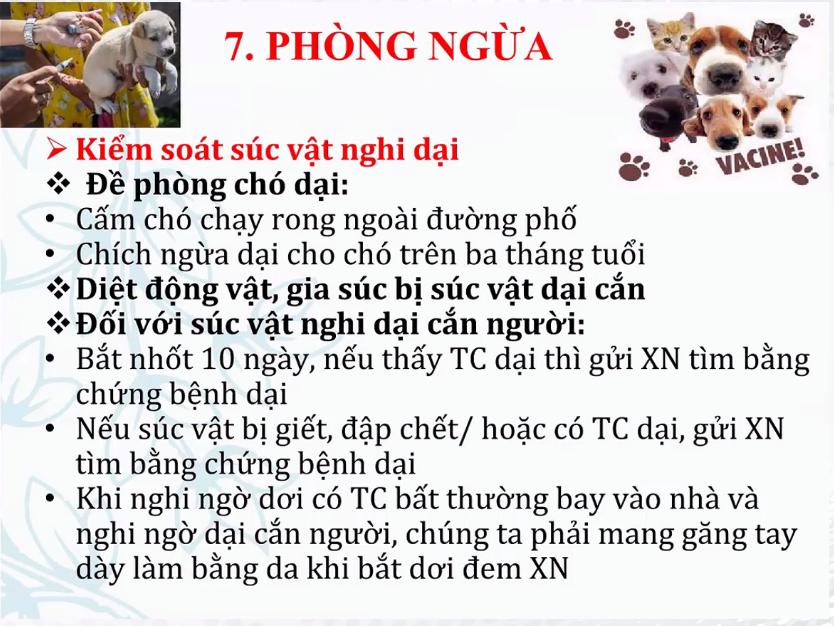 7. PHÒNG NGỪA
VACINE!
➢ Kiểm soát súc vật nghi dại
❖ Đề phòng chó dại:
• Cấm chó chạy rong ngoài đường phố
• Chích ngừa dại cho chó trên ba tháng tuổi
❖Diệt động vật, gia súc bị súc vật dại cắn
❖Đối với súc vật nghi dại cắn người:
• Bắt nhốt 10 ngày, nếu thấy TC dại thì gửi XN tìm bằng
chứng bệnh dại
• Nếu súc vật bị giết, đập chết/ hoặc có TC dại, gửi XN
tìm bằng chứng bệnh dại
• Khi nghi ngờ dơi có TC bất thường bay vào nhà và
nghi ngờ dại cắn người, chúng ta phải mang găng tay
dày làm bằng da khi bắt dơi đem XN